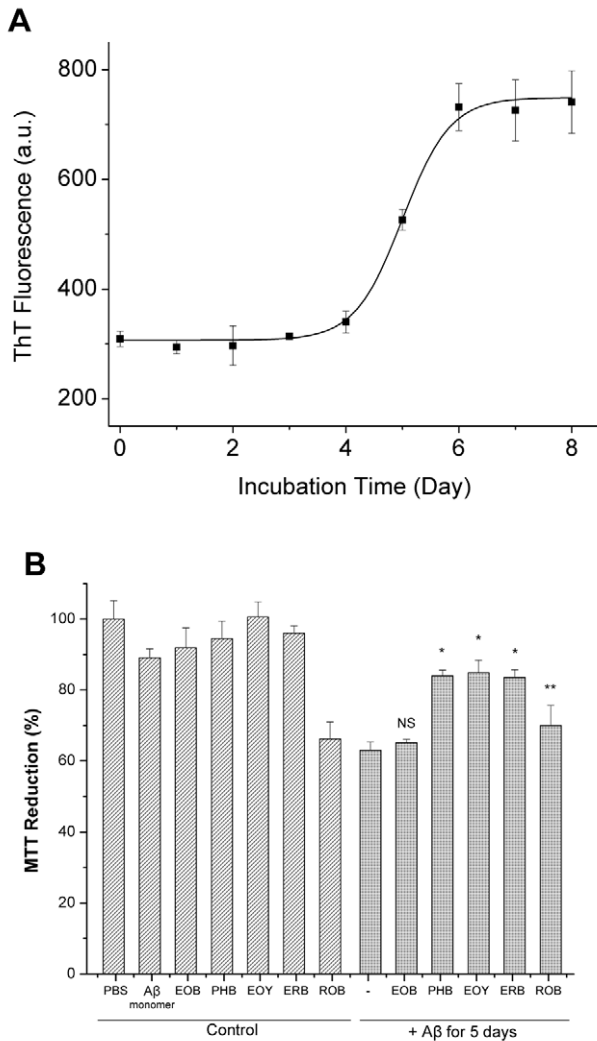 A
800
600
400
200
ThT Fluorescence (a.u.)
0 2 4 6 8
Incubation Time (Day)
B
100
80
60
40
20
0
MTT Reduction (%)
NS * * * **
PBS Aβ monomer EOB PHB EOY ERB ROB - EOB PHB EOY ERB ROB
Control + Aβ for 5 days